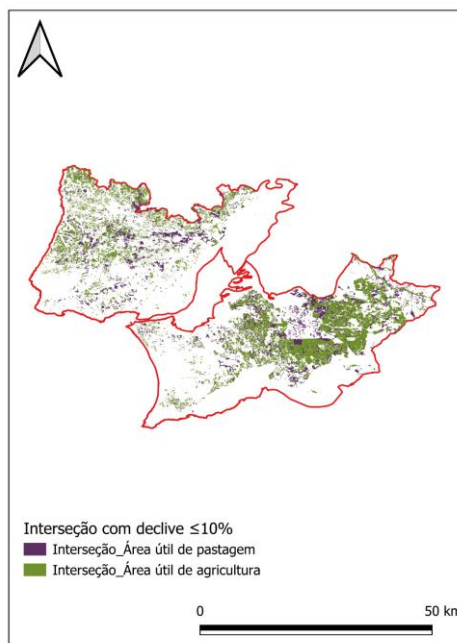 Interseção com declive ≤10%
Interseção_Área útil de pastagem
Interseção_Área útil de agricultura
0 50 km